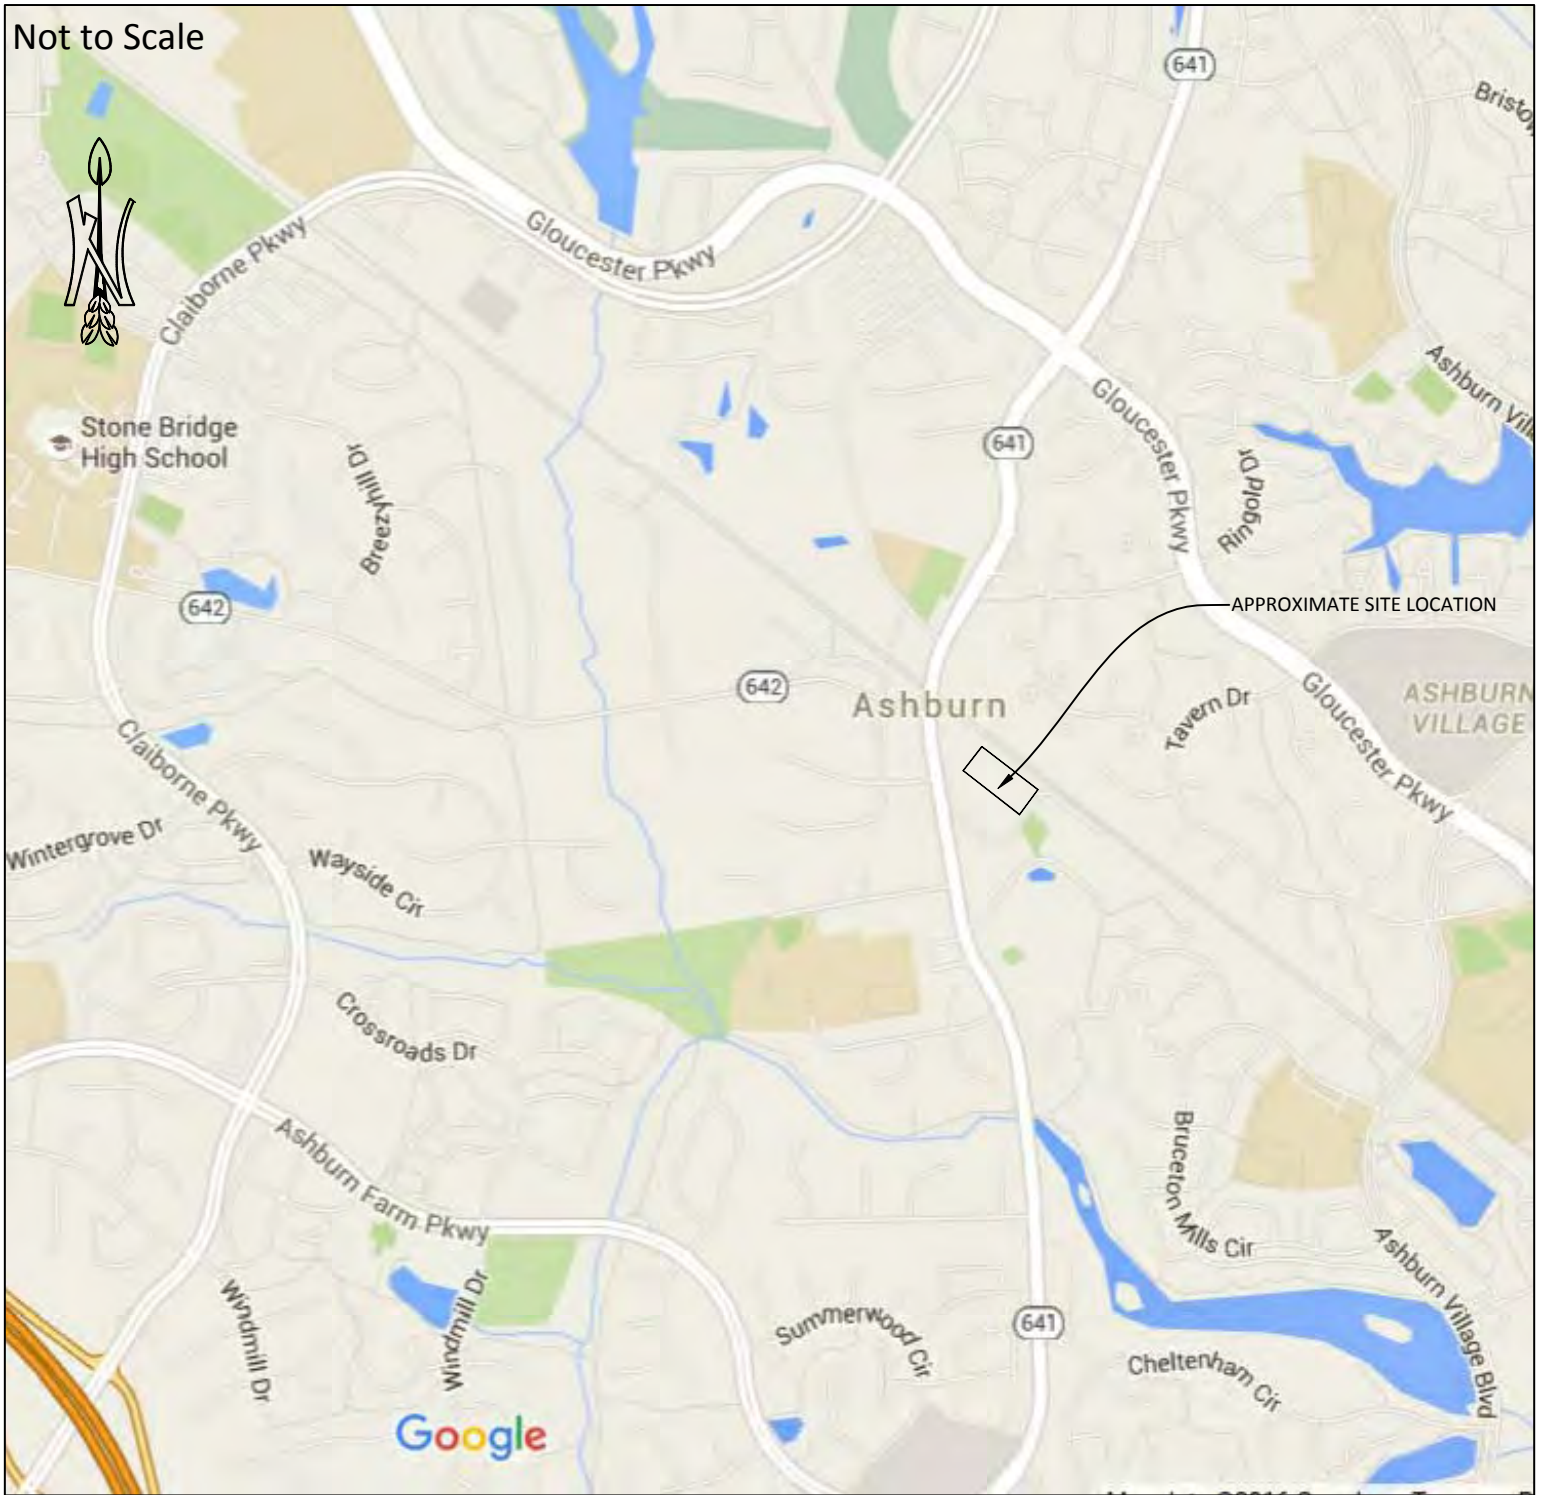 Not to Scale
641
Gloucester Pkwy
Claiborne Pkwy
Ashburn
Stone Bridge
High School
Breezyhill Dr
641
Gloucester Pkwy
Ringold Dr
642
APPROXIMATE SITE LOCATION
642
Ashburn
Tavern Dr
Gloucester Pkwy
ASHBURN
VILLAGE
Claiborne Pkwy
Wintergrove Dr
Wayside Cir
Crossroads Dr
Ashburn Farm Pkwy
Bruceton Mills Cir
Windmill Dr
Windmill Dr
Summerwood Cir
641
Cheltenham Cir
Ashburn Village Blvd
Google